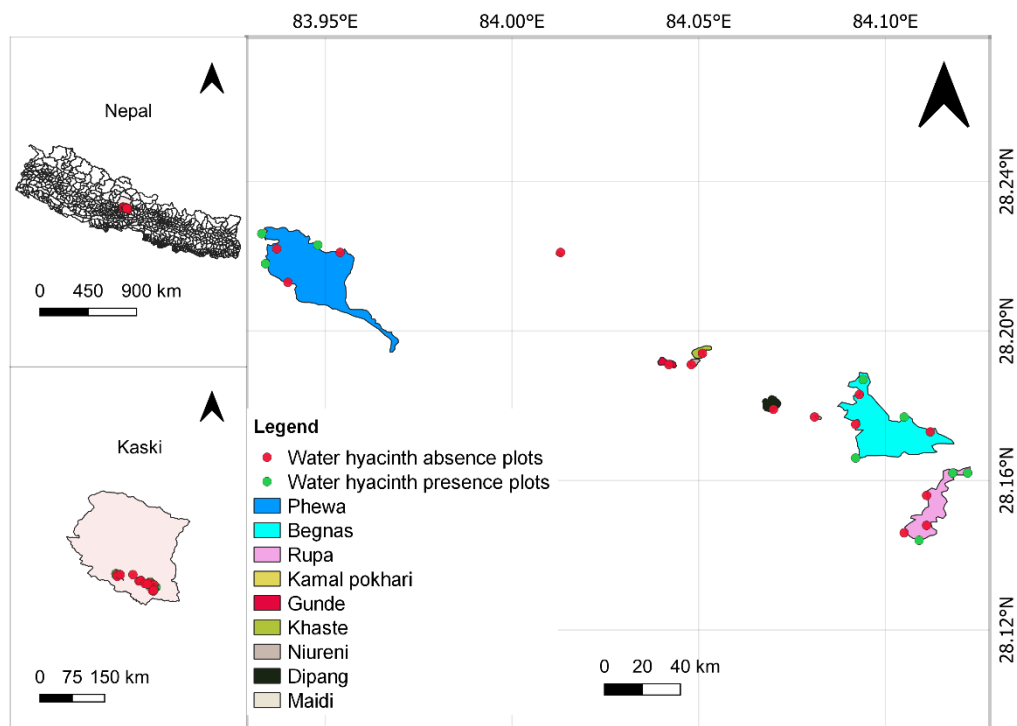 83.95°E 84.00°E 84.05°E 84.10°E
Nepal
0 450 900 km
Kaski
0 75 150 km
28.24°N
28.20°N
28.16°N
28.12°N
Legend
Water hyacinth absence plots
Water hyacinth presence plots
Phewa
Begnas
Rupa
Kamal pokhari
Gunde
Khaste
Niureni
Dipang
Maidi
0 20 40 km